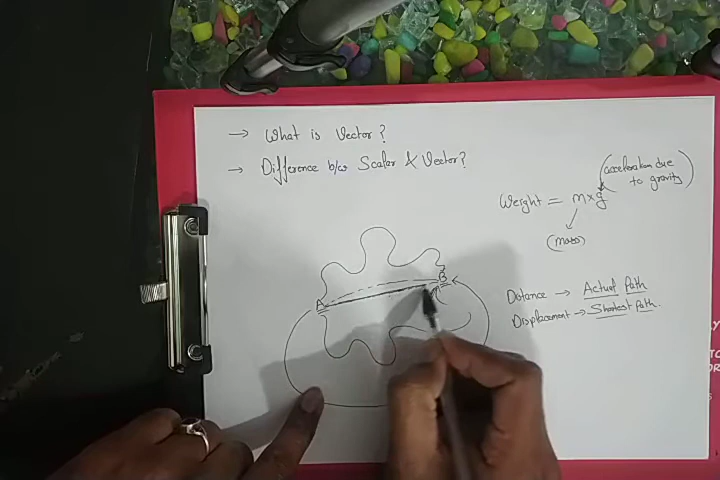 → What is Vector?
→ Difference b/w Scalar & Vector?
(acceleration due
to gravity)
Weight = m×g
(mass)
A
B
Distance → Actual Path
Displacement → Shortest path.